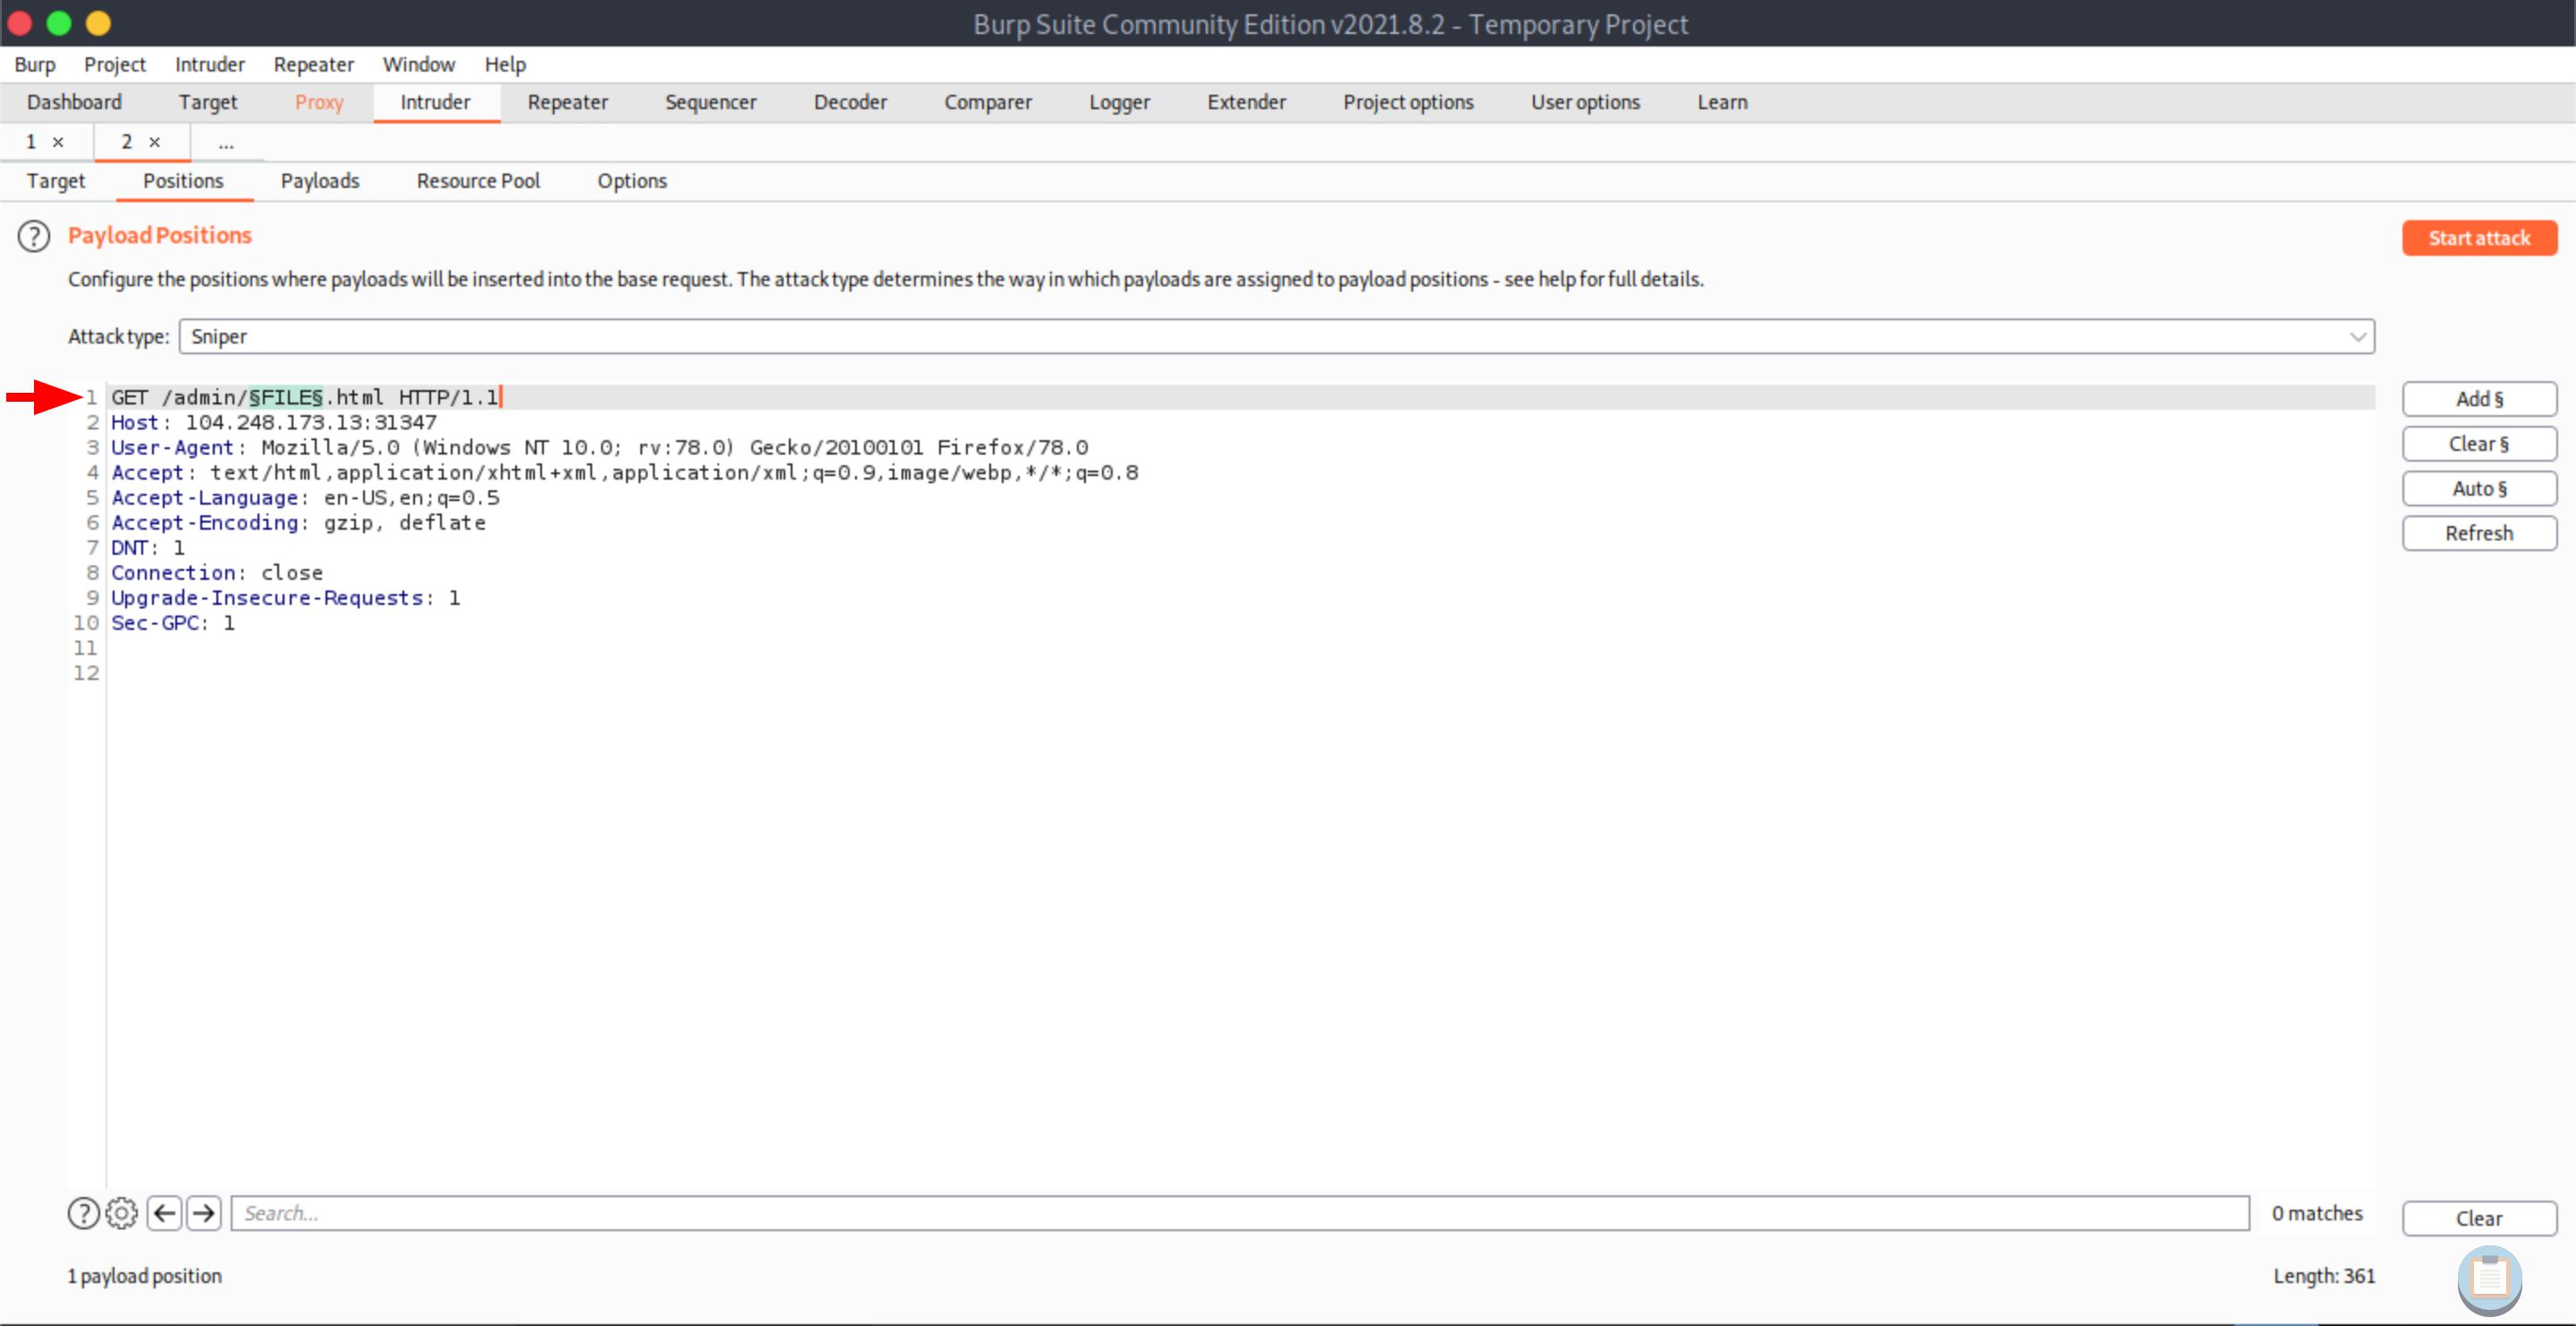 Burp Suite Community Edition v2021.8.2 - Temporary Project
Burp Project Intruder Repeater Window Help
Dashboard Target Proxy Intruder Repeater Sequencer Decoder Comparer Logger Extender Project options User options Learn
1 × 2 × ...
Target Positions Payloads Resource Pool Options
? Payload Positions Start attack
Configure the positions where payloads will be inserted into the base request. The attack type determines the way in which payloads are assigned to payload positions - see help for full details.
Attack type: Sniper
1 GET /admin/§FILE§.html HTTP/1.1 Add §
2 Host: 104.248.173.13:31347
3 User-Agent: Mozilla/5.0 (Windows NT 10.0; rv:78.0) Gecko/20100101 Firefox/78.0 Clear §
4 Accept: text/html,application/xhtml+xml,application/xml;q=0.9,image/webp,*/*;q=0.8
5 Accept-Language: en-US,en;q=0.5 Auto §
6 Accept-Encoding: gzip, deflate Refresh
7 DNT: 1
8 Connection: close
9 Upgrade-Insecure-Requests: 1
10 Sec-GPC: 1
11
12
? Search... 0 matches Clear
1 payload position Length: 361